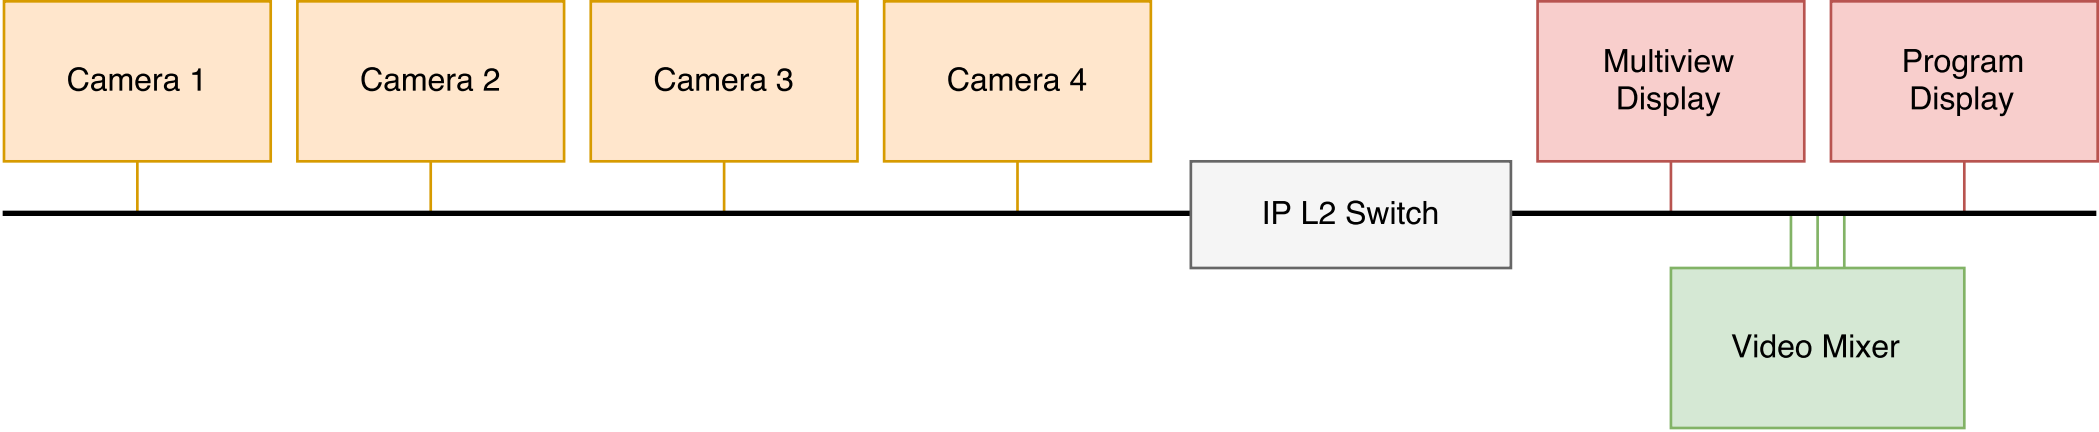 Camera 1
Camera 2
Camera 3
Camera 4
Multiview
Display
Program
Display
IP L2 Switch
Video Mixer